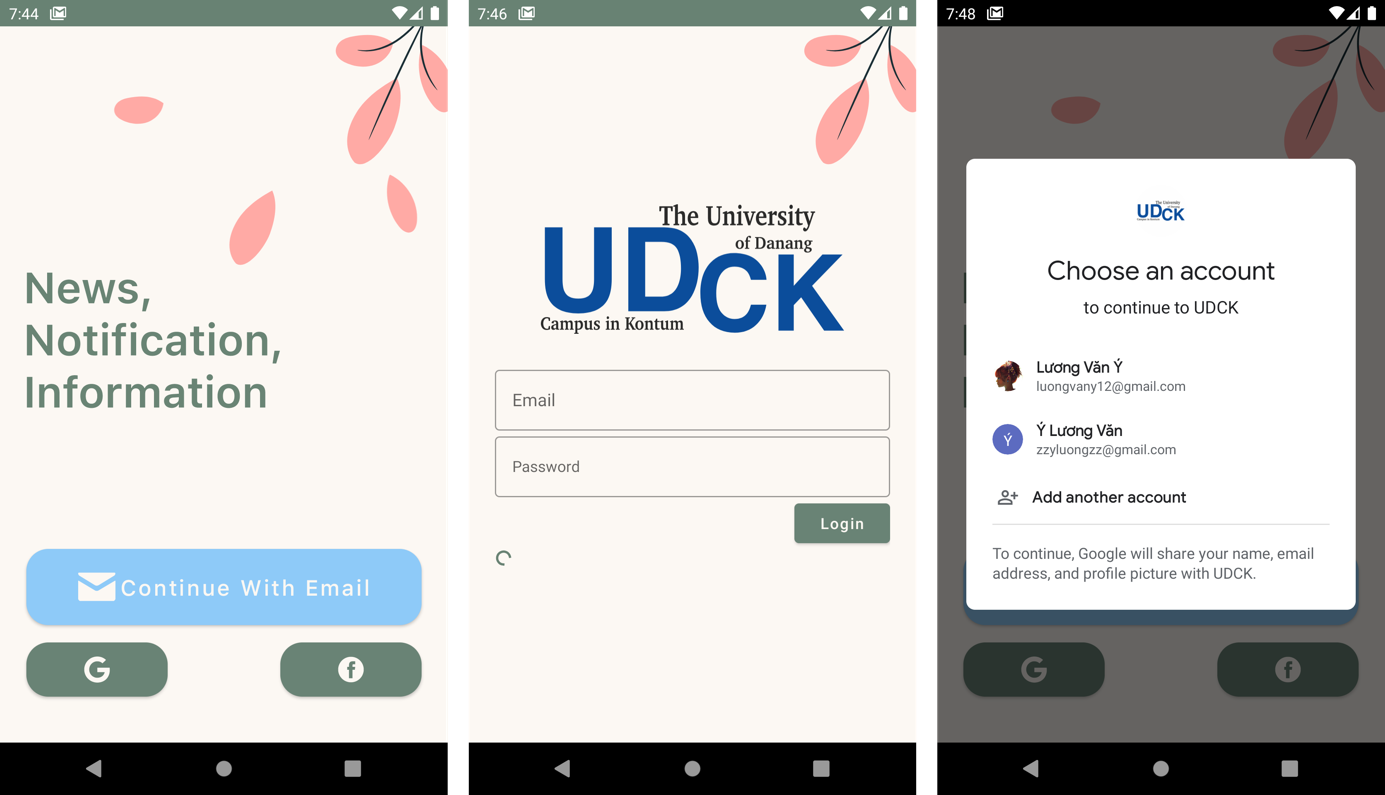 7:44
News,
Notification,
Information
Continue With Email
G
f
7:46
The University
of Danang
UDCK
Campus in Kontum
Email
Password
Login
7:48
UDCK
Choose an account
to continue to UDCK
Lương Văn Ý
luongvany12@gmail.com
Ý
Ý Lương Văn
zzyluongzz@gmail.com
Add another account
To continue, Google will share your name, email
address, and profile picture with UDCK.
G
f